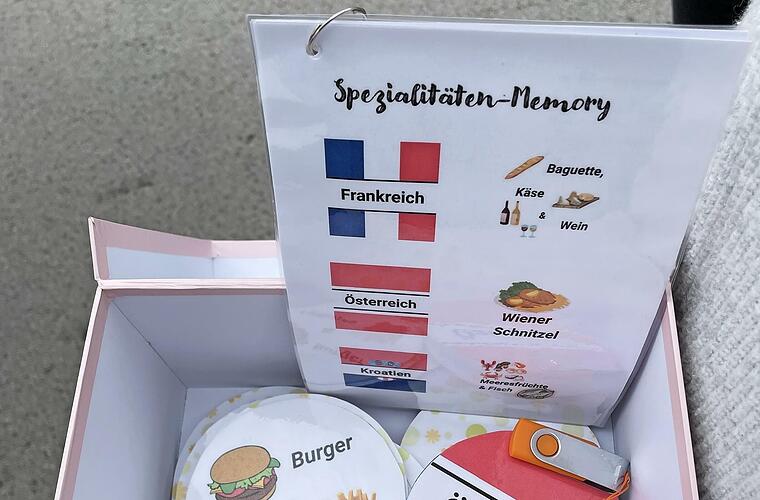 Spezialitäten-Memory
Frankreich
Baguette,
Käse
&
Wein
Österreich
Wiener
Schnitzel
Kroatien
Meeresfrüchte
& Fisch
Burger